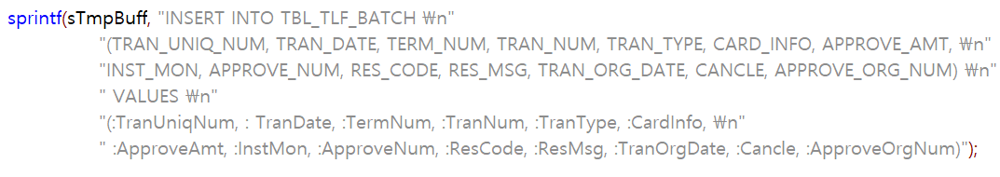 sprintf(sTmpBuff, "INSERT INTO TBL_TLF_BATCH ₩n"
"(TRAN_UNIQ_NUM, TRAN_DATE, TERM_NUM, TRAN_NUM, TRAN_TYPE, CARD_INFO, APPROVE_AMT, ₩n"
"INST_MON, APPROVE_NUM, RES_CODE, RES_MSG, TRAN_ORG_DATE, CANCLE, APPROVE_ORG_NUM) ₩n"
" VALUES ₩n"
"(:TranUniqNum, : TranDate, :TermNum, :TranNum, :TranType, :CardInfo, ₩n"
" :ApproveAmt, :InstMon, :ApproveNum, :ResCode, :ResMsg, :TranOrgDate, :Cancle, :ApproveOrgNum)");